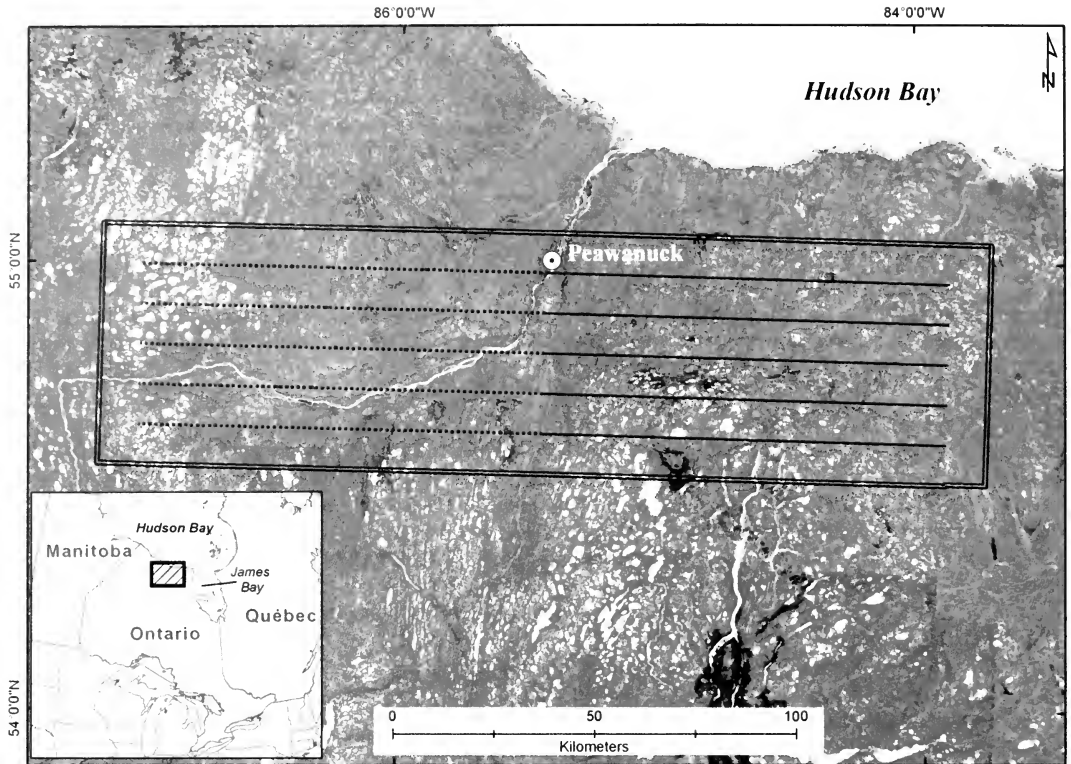 86°0'0"W
84°0'0"W
Hudson Bay
N
55°0'0"N
Peawanuck
Hudson Bay
Manitoba
James
Bay
Québec
Ontario
54°0'0"N
0
50
100
Kilometers